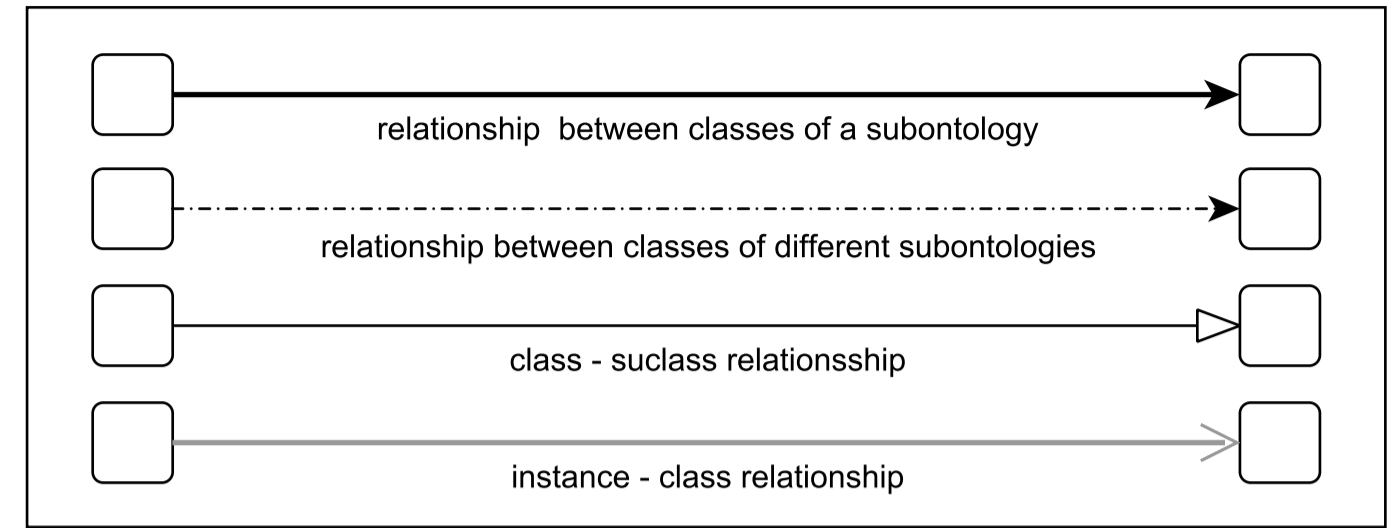 relationship  between classes of a subontology
relationship between classes of different subontologies
class - suclass relationsship
instance - class relationship